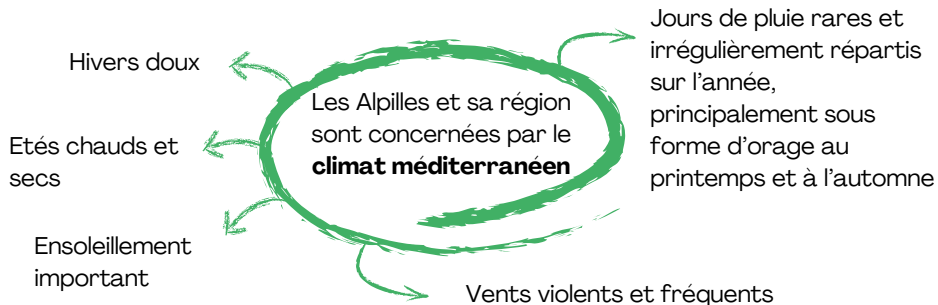 Les Alpilles et sa région
sont concernées par le
climat méditerranéen
Hivers doux
Etés chauds et
secs
Ensoleillement
important
Vents violents et fréquents
Jours de pluie rares et
irrégulièrement répartis
sur l'année,
principalement sous
forme d'orage au
printemps et à l'automne